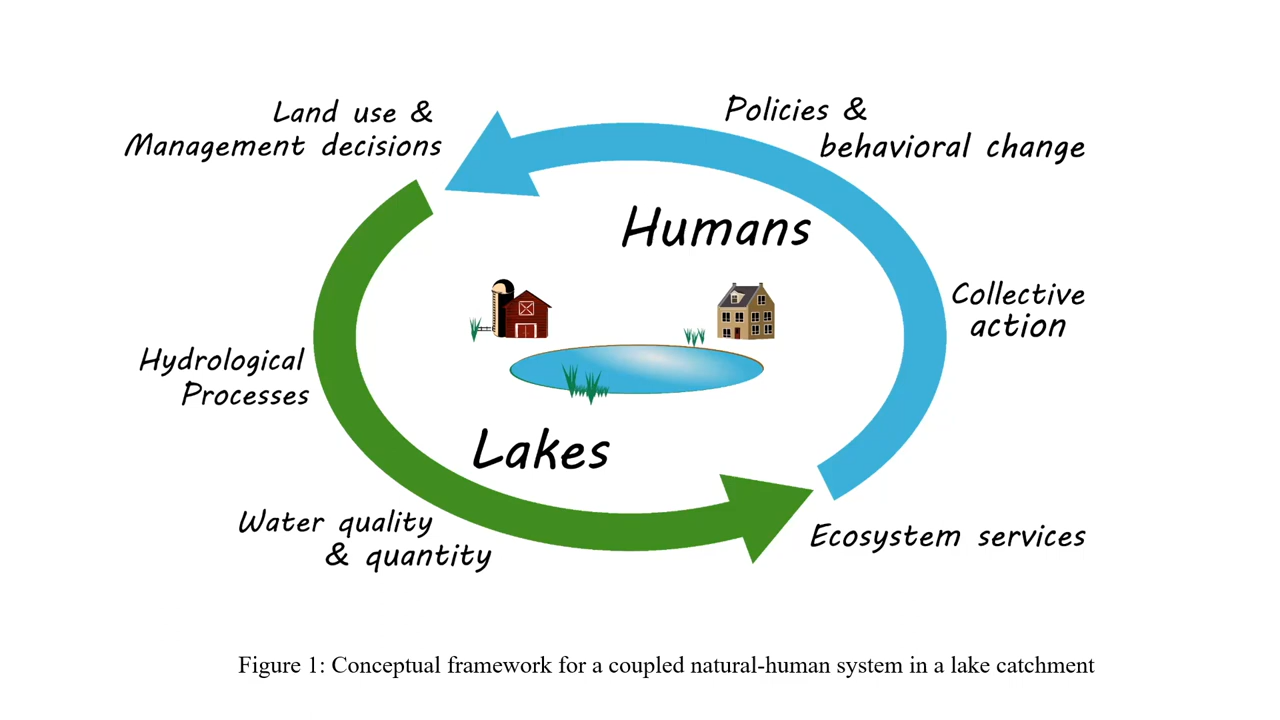 Land use &
Management decisions
Policies &
behavioral change
Humans
Collective
action
Hydrological
Processes
Lakes
Water quality
& quantity
Ecosystem services
Figure 1: Conceptual framework for a coupled natural-human system in a lake catchment